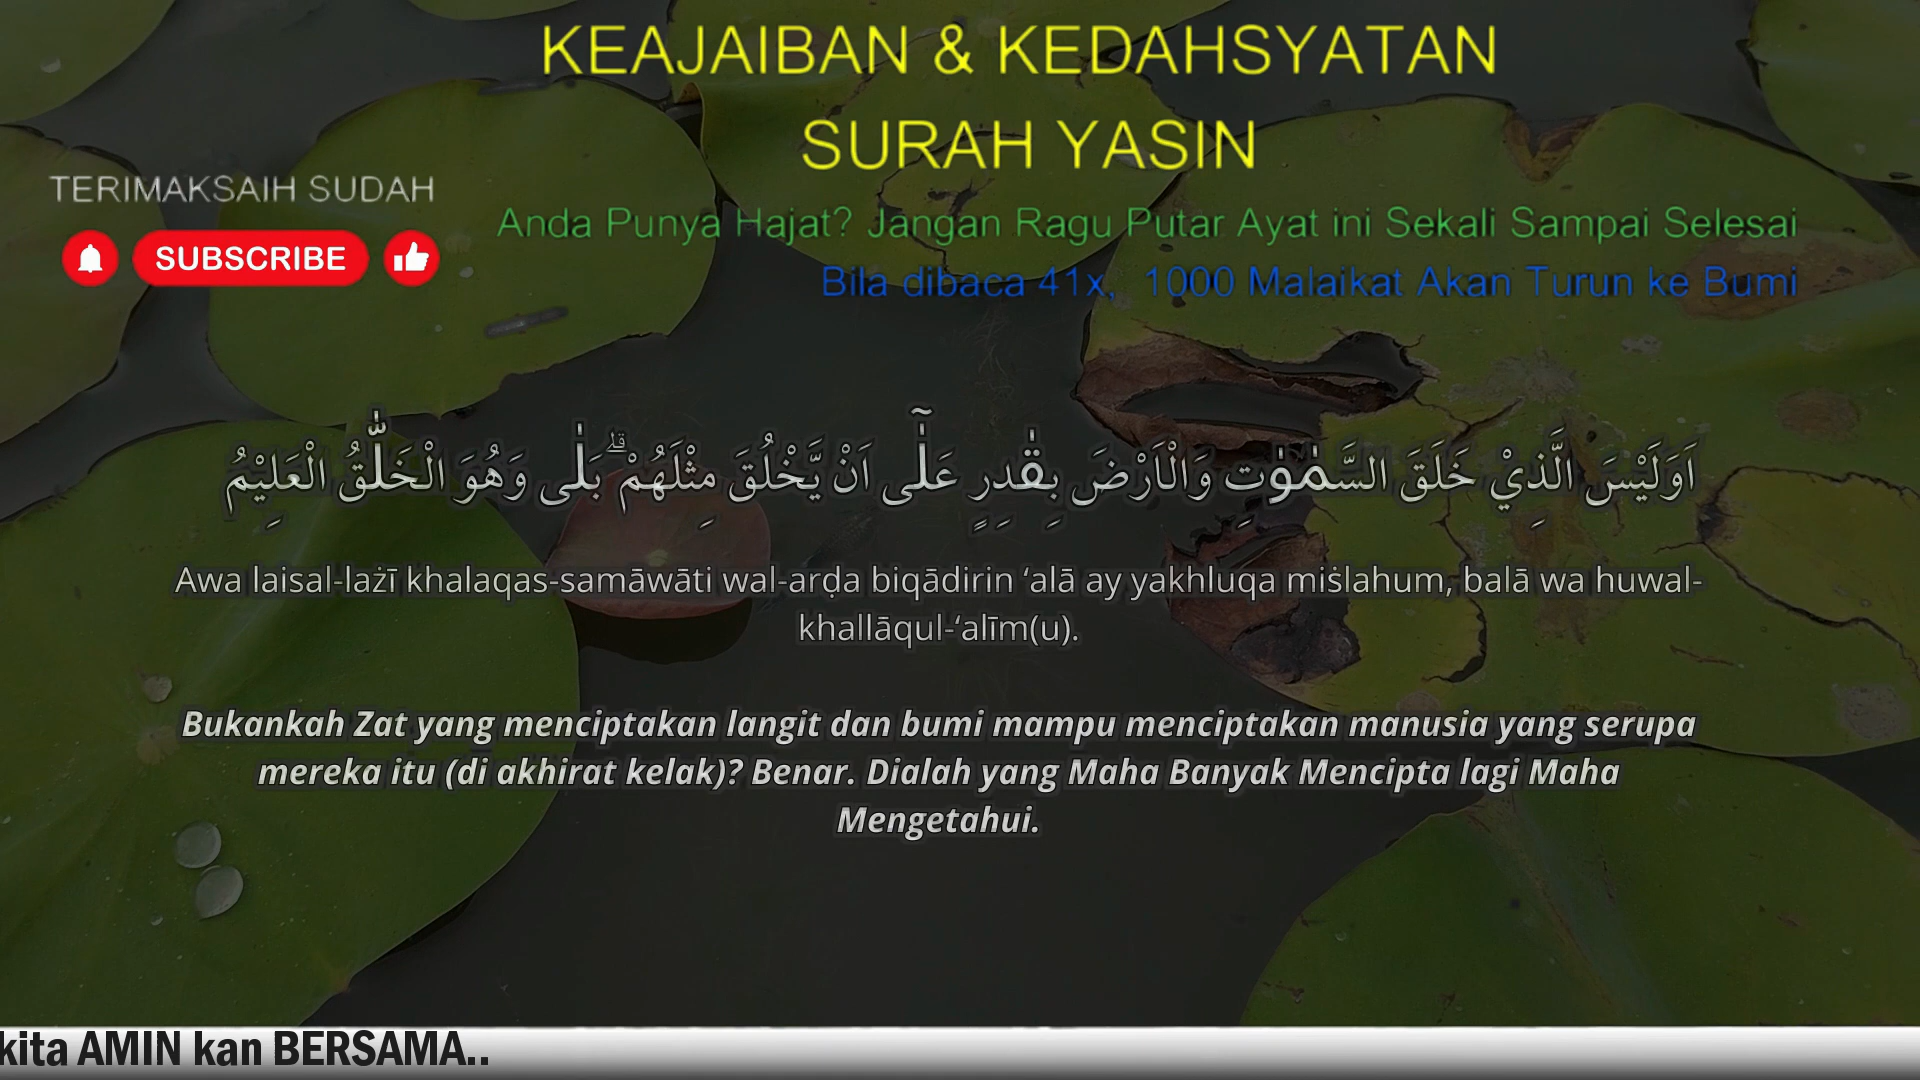 KEAJAIBAN & KEDAHSYATAN
SURAH YASIN
TERIMAKSAIH SUDAH
SUBSCRIBE
Anda Punya Hajat? Jangan Ragu Putar Ayat ini Sekali Sampai Selesai
Bila dibaca 41x, 1000 Malaikat Akan Turun ke Bumi
اَوَلَيْسَ الَّذِيْ خَلَقَ السَّمٰوٰتِ وَالْاَرْضَ بِقٰدِرٍ عَلٰٓى اَنْ يَّخْلُقَ مِثْلَهُمْ ۗبَلٰى وَهُوَ الْخَلّٰقُ الْعَلِيْمُ
Awa laisal-lażī khalaqas-samāwāti wal-arḍa biqādirin ‘alā ay yakhluqa miṡlahum, balā wa huwal-
khallāqul-‘alīm(u).
Bukankah Zat yang menciptakan langit dan bumi mampu menciptakan manusia yang serupa
mereka itu (di akhirat kelak)? Benar. Dialah yang Maha Banyak Mencipta lagi Maha
Mengetahui.
kita AMIN kan BERSAMA..